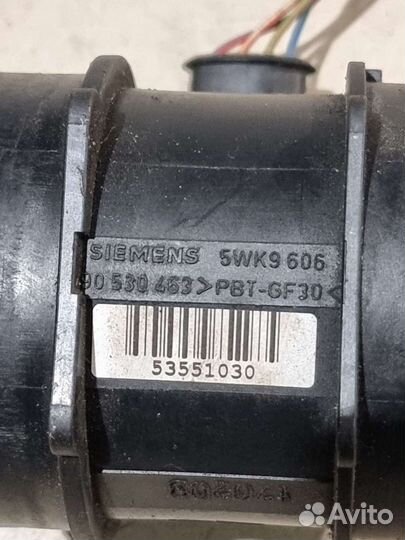 SIEMENS 5WK9 606
90 530 463 >PBT-GF30<
53551030
Avito